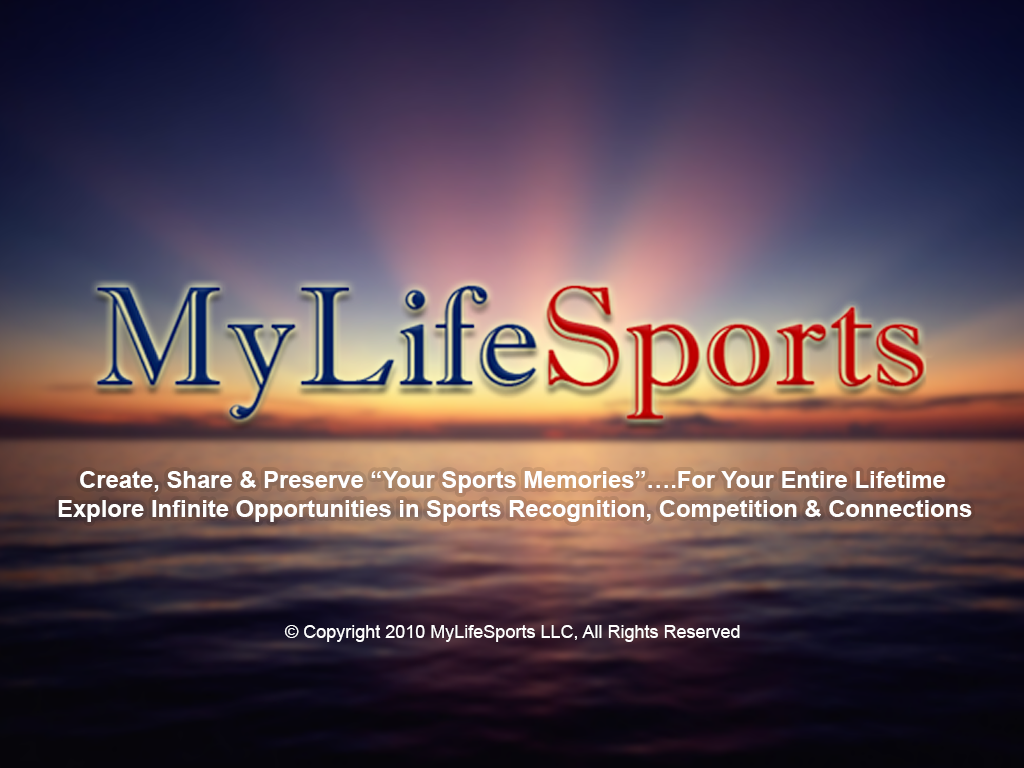 MyLifeSports
Create, Share & Preserve “Your Sports Memories”….For Your Entire Lifetime
Explore Infinite Opportunities in Sports Recognition, Competition & Connections
© Copyright 2010 MyLifeSports LLC, All Rights Reserved